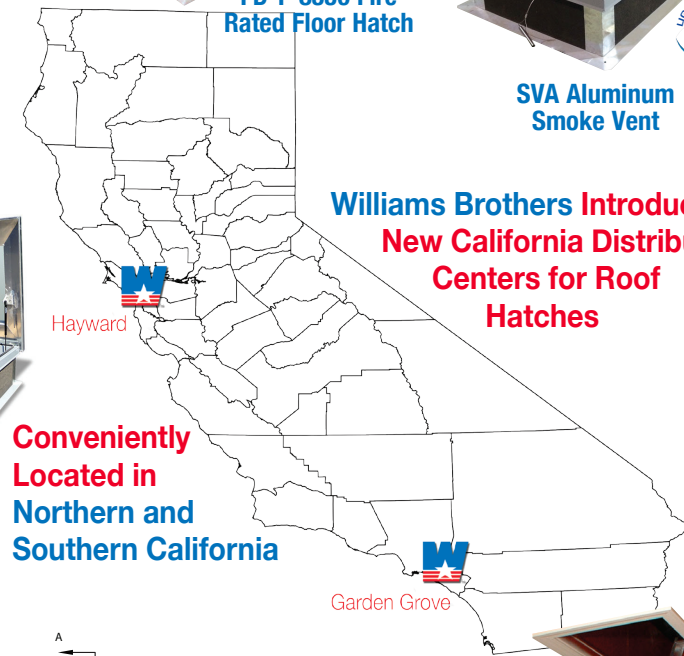 Rated Floor Hatch
SVA Aluminum
Smoke Vent
Williams Brothers
New California
Centers for Roof
Hatches
W
Hayward
Conveniently
Located in
Northern and
Southern California
W
Garden Grove
A